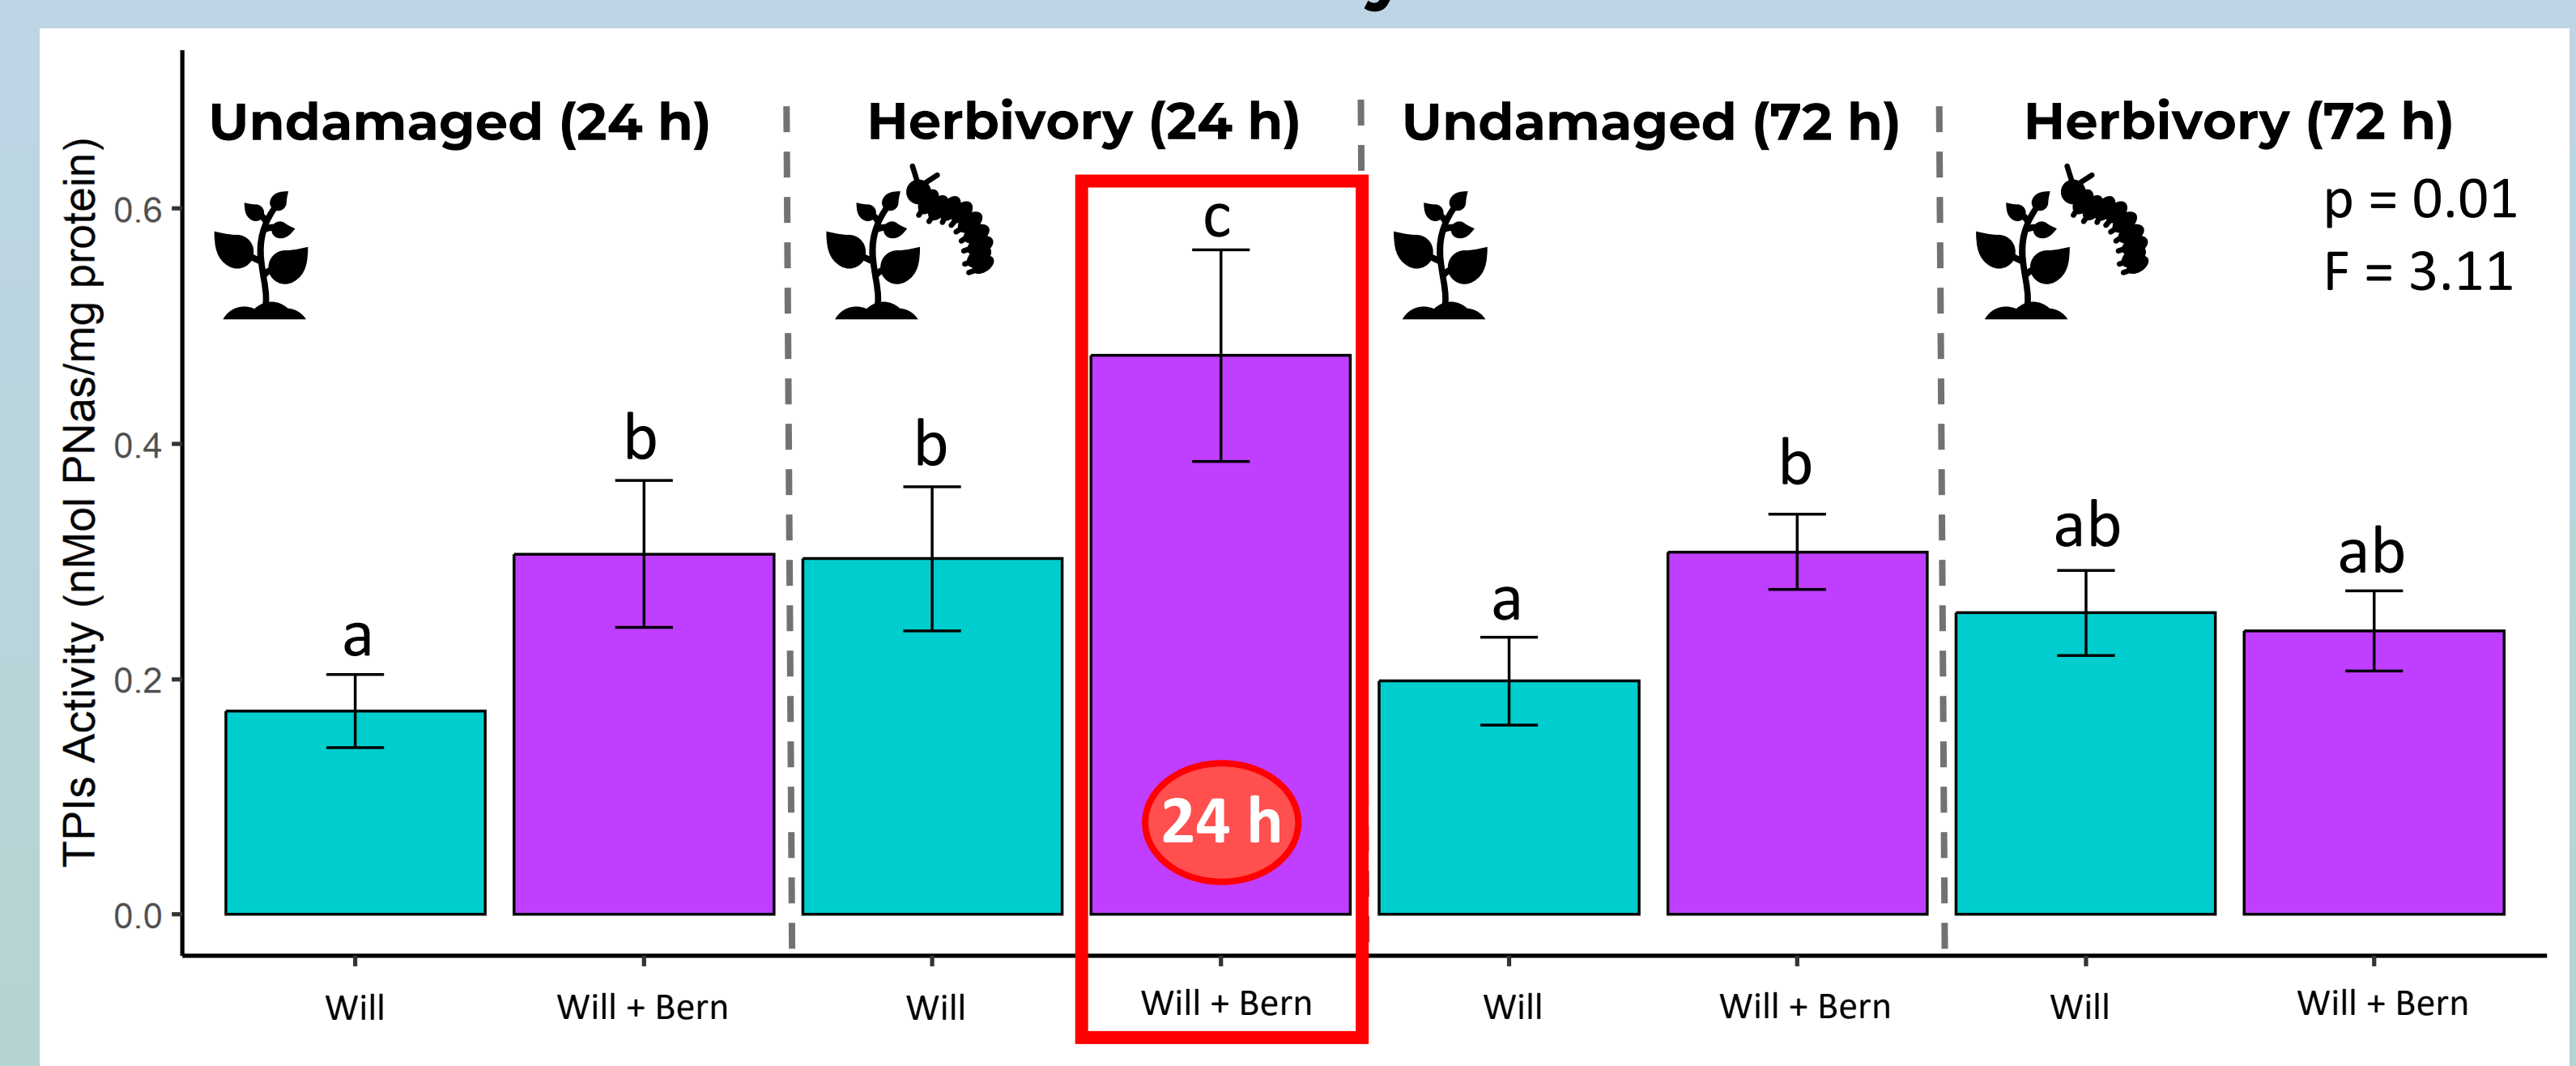 Undamaged (24 h)
Herbivory (24 h)
Undamaged (72 h)
Herbivory (72 h)
p = 0.01
F = 3.11
TPIs Activity (nMol PNas/mg protein)
0.6
0.4
0.2
0.0
a
b
b
c
a
b
ab
ab
24 h
Will
Will + Bern
Will
Will + Bern
Will
Will + Bern
Will
Will + Bern